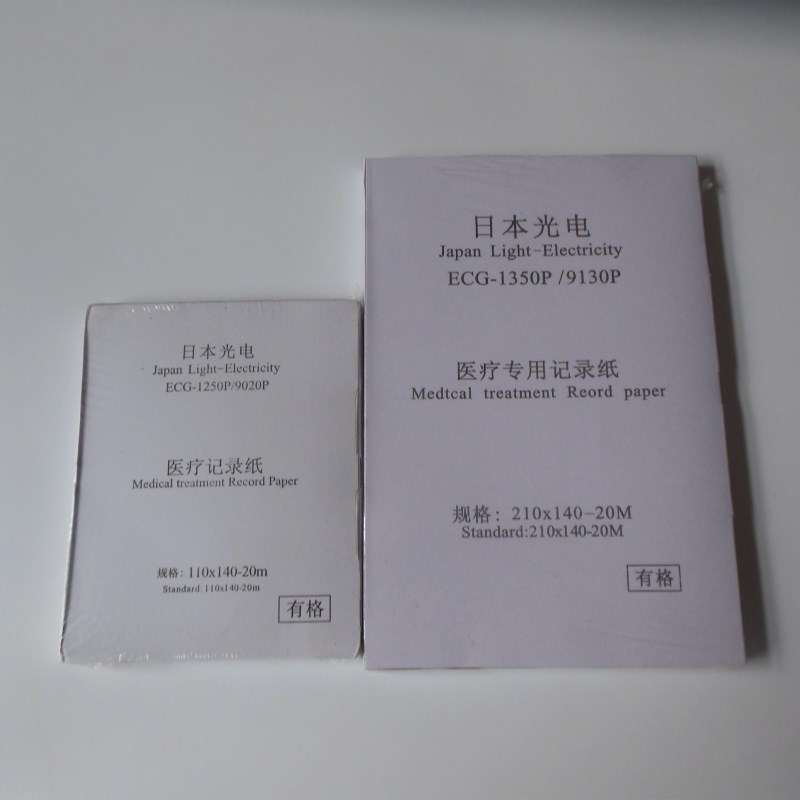 日本光电
Japan Light-Electricity
ECG-1250P/9020P
医疗记录纸
Medical treatment Record Paper
规格: 110x140-20m
Standard: 110x140-20m
有格
日本光电
Japan Light-Electricity
ECG-1350P /9130P
医疗专用记录纸
Medtcal treatment Reord paper
规格: 210x140-20M
Standard:210x140-20M
有格